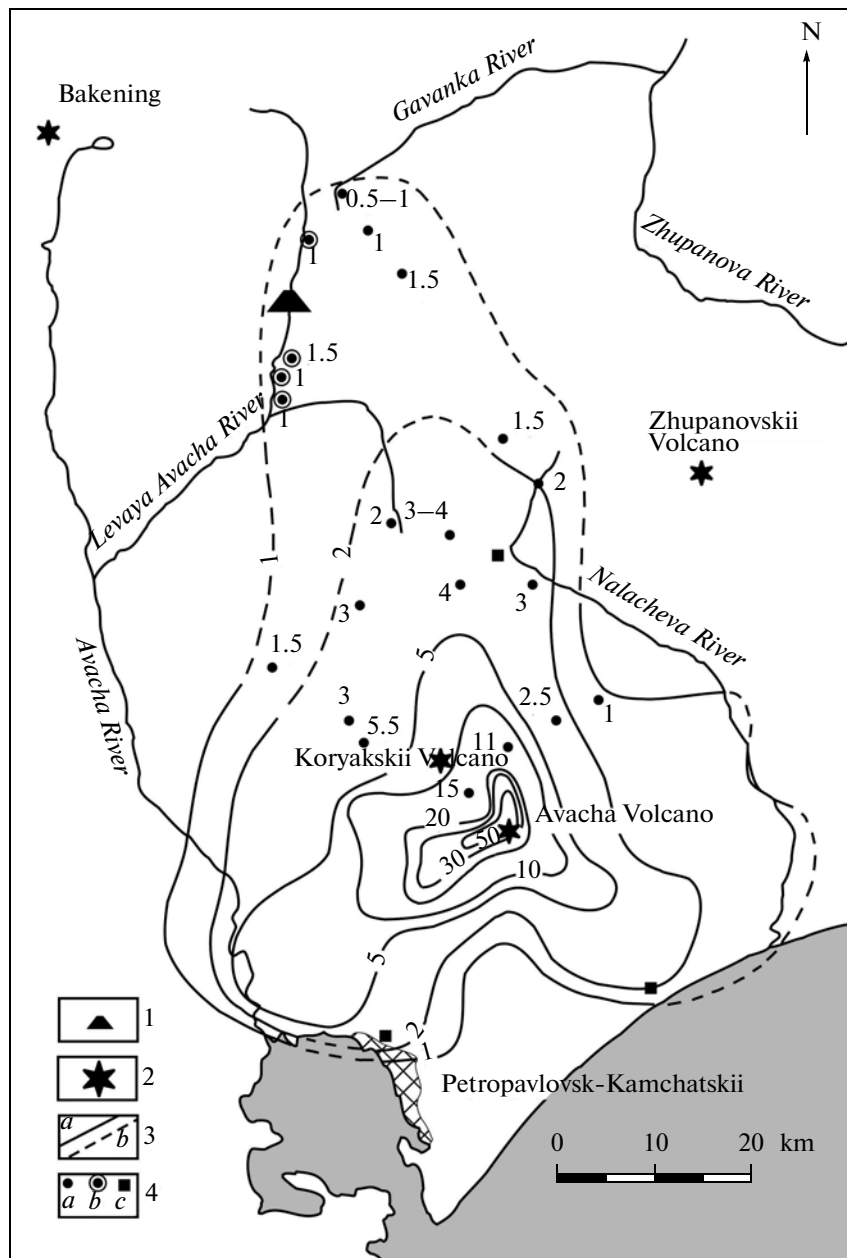 N
Bakening
Gavanka River
0.5–1
1
1
1.5
Zhupanova River
1.5
1
1
Levaya Avacha River
1.5
Zhupanovskii
Volcano
2
2
3–4
1
2
4
3
Nalacheva River
3
1.5
5
Avacha River
3
2.5
1
5.5
11
Koryakskii Volcano
15
20
Avacha Volcano
50
30
10
5
2
1
Petropavlovsk-Kamchatskii
1
2
a
b
3
a b c
4
0 10 20 km